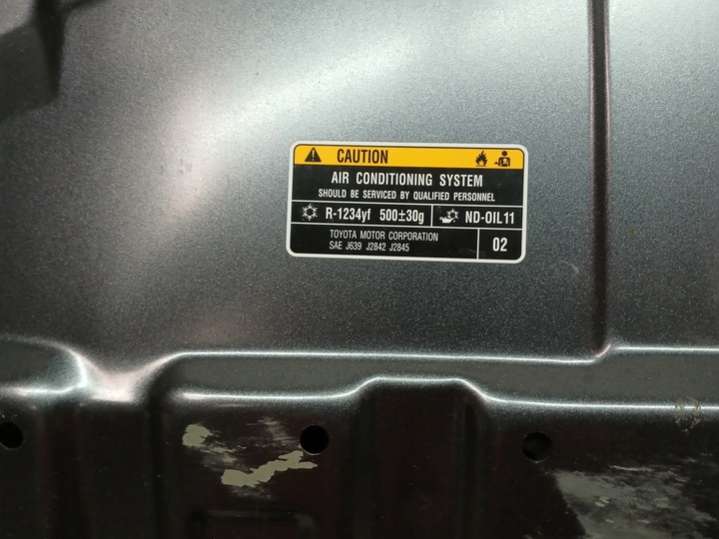 CAUTION
AIR CONDITIONING SYSTEM
SHOULD BE SERVICED BY QUALIFIED PERSONNEL
R-1234yf 500±30g ND-OIL11
TOYOTA MOTOR CORPORATION
SAE J639 J2842 J2845
02